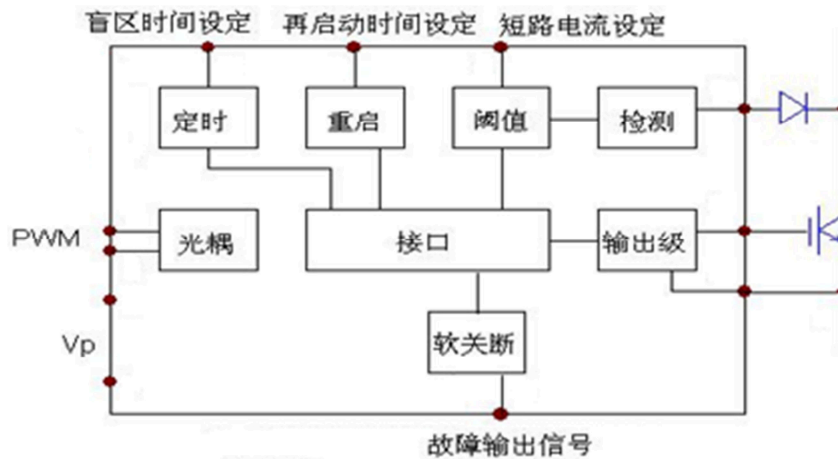 盲区时间设定 再启动时间设定 短路电流设定
定时 重启 阈值 检测
PWM 光耦 接口 输出级
Vp 软关断
故障输出信号